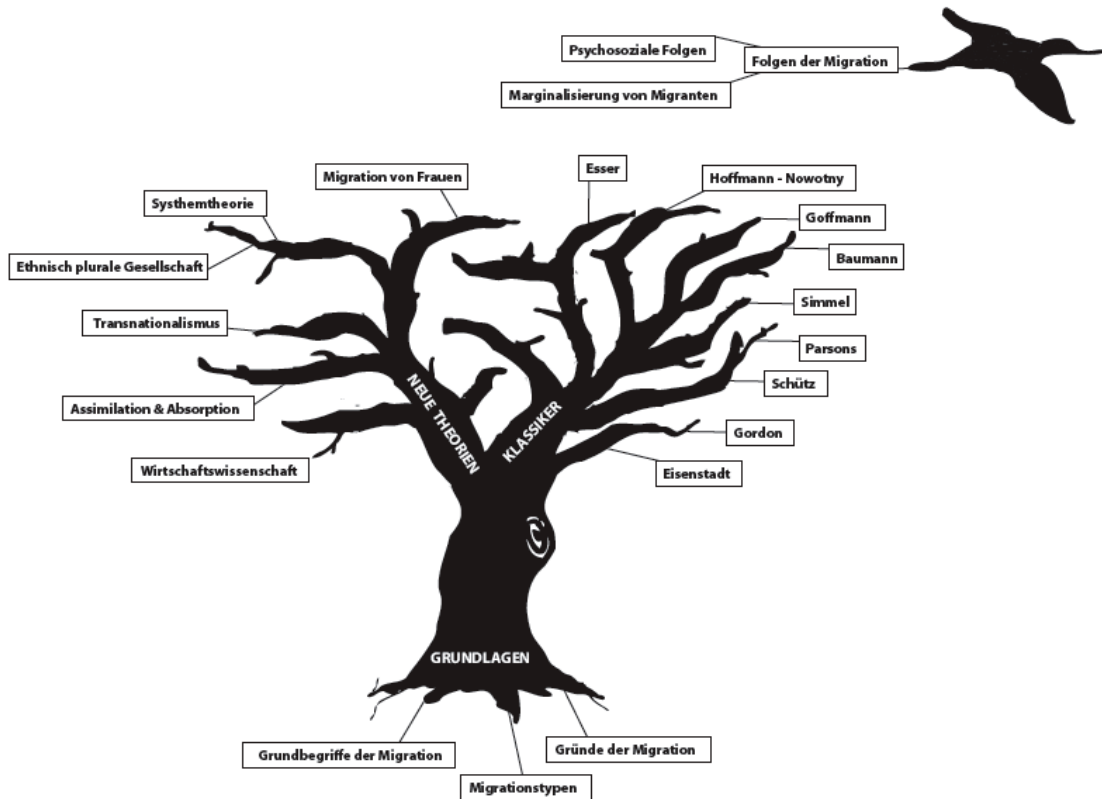 Psychosoziale Folgen
Folgen der Migration
Marginalisierung von Migranten
Esser
Migration von Frauen
Hoffmann - Nowotny
Systhemtheorie
Goffmann
Ethnisch plurale Gesellschaft
Baumann
Simmel
Transnationalismus
Parsons
Schütz
Assimilation & Absorption
NEUE THEORIEN
KLASSIKER
Gordon
Wirtschaftswissenschaft
Eisenstadt
GRUNDLAGEN
Grundbegriffe der Migration
Gründe der Migration
Migrationstypen